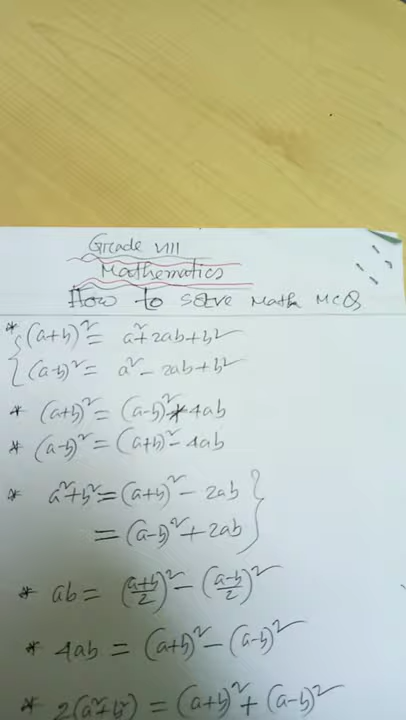 Grade VIII
Mathematics
How to solve Math MCQ
* (a+b)² = a²+2ab+b²
(a-b)² = a² - 2ab+b²
* (a+b)² = (a-b)²+4ab
* (a-b)² = (a+b)²-4ab
* a²+b² = (a+b)² - 2ab
= (a-b)² + 2ab
* ab = (a+b/2)² - (a-b/2)²
* 4ab = (a+b)² - (a-b)²
* 2(a²+b²) = (a+b)² + (a-b)²